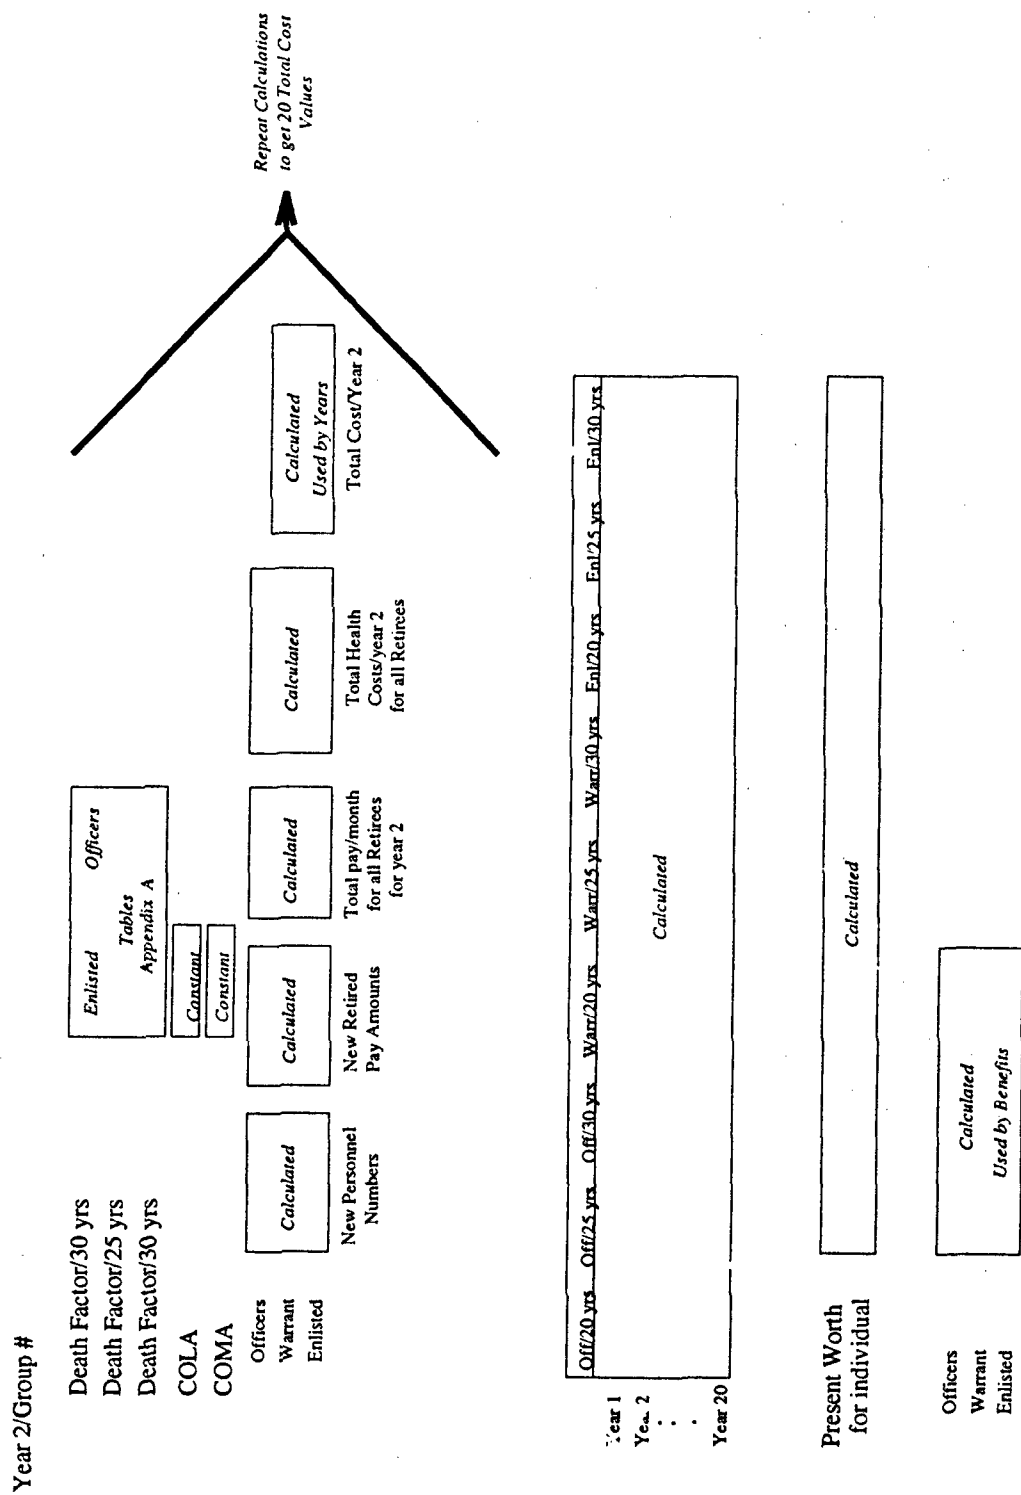 Year 2/Group #
Death Factor/30 yrs
Death Factor/25 yrs
Death Factor/30 yrs
COLA
COMA
Enlisted Officers
Tables
Appendix A
Constant
Constant
Officers
Warrant
Enlisted
Calculated
New Personnel
Numbers
Calculated
New Retired
Pay Amounts
Calculated
Total pay/month
for all Retirees
for year 2
Calculated
Total Health
Costs/year 2
for all Retirees
Calculated
Used by Years
Total Cost/Year 2
Repeat Calculations
to get 20 Total Cost
Values
Off/20 yrs Off/25 yrs Off/30 yrs Warr/20 yrs Warr/25 yrs Warr/30 yrs Enl/20 yrs Enl/25 yrs Enl/30 yrs
Year 1
Year 2
.
.
Year 20
Calculated
Present Worth
for individual
Calculated
Officers
Warrant
Enlisted
Calculated
Used by Benefits